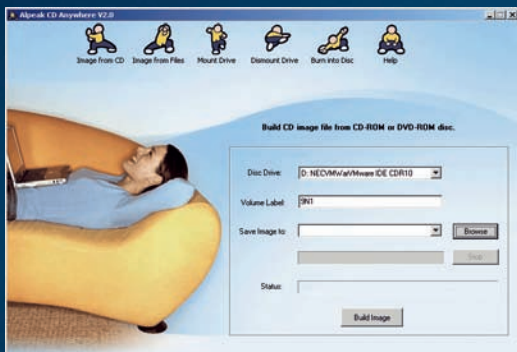 Alpeak CD Anywhere V2.0
Image from CD Image from Files Mount Drive Dismount Drive Burn into Disc Help
Build CD image file from CD-ROM or DVD-ROM disc.
Disc Drive: D: NECVMWarVMware IDE CDR10
Volume Label: 9N1
Save Image to: Browse
Stop
Status:
Build Image